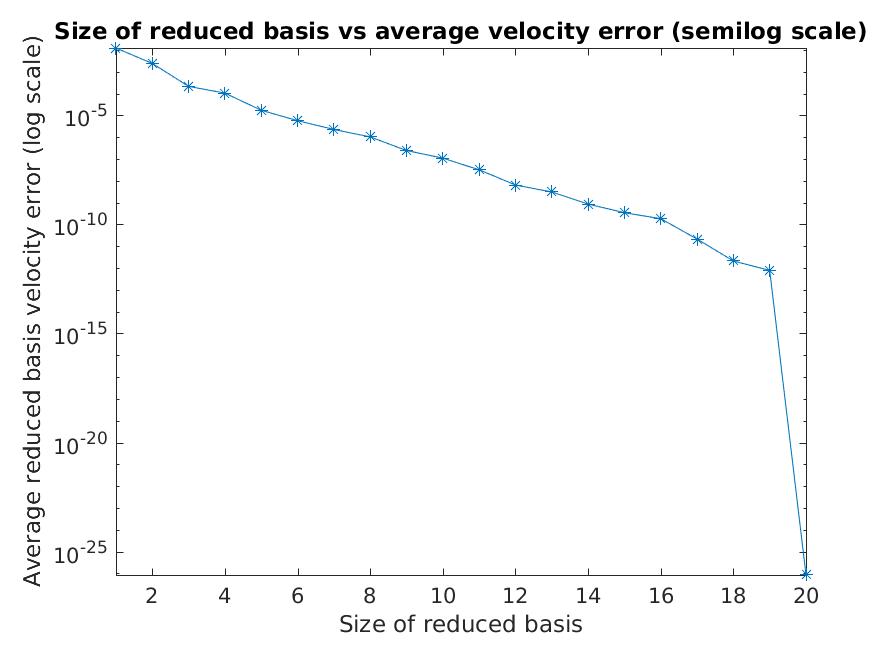 Size of reduced basis vs average velocity error (semilog scale)
Average reduced basis velocity error (log scale)
10^-5
10^-10
10^-15
10^-20
10^-25
2 4 6 8 10 12 14 16 18 20
Size of reduced basis